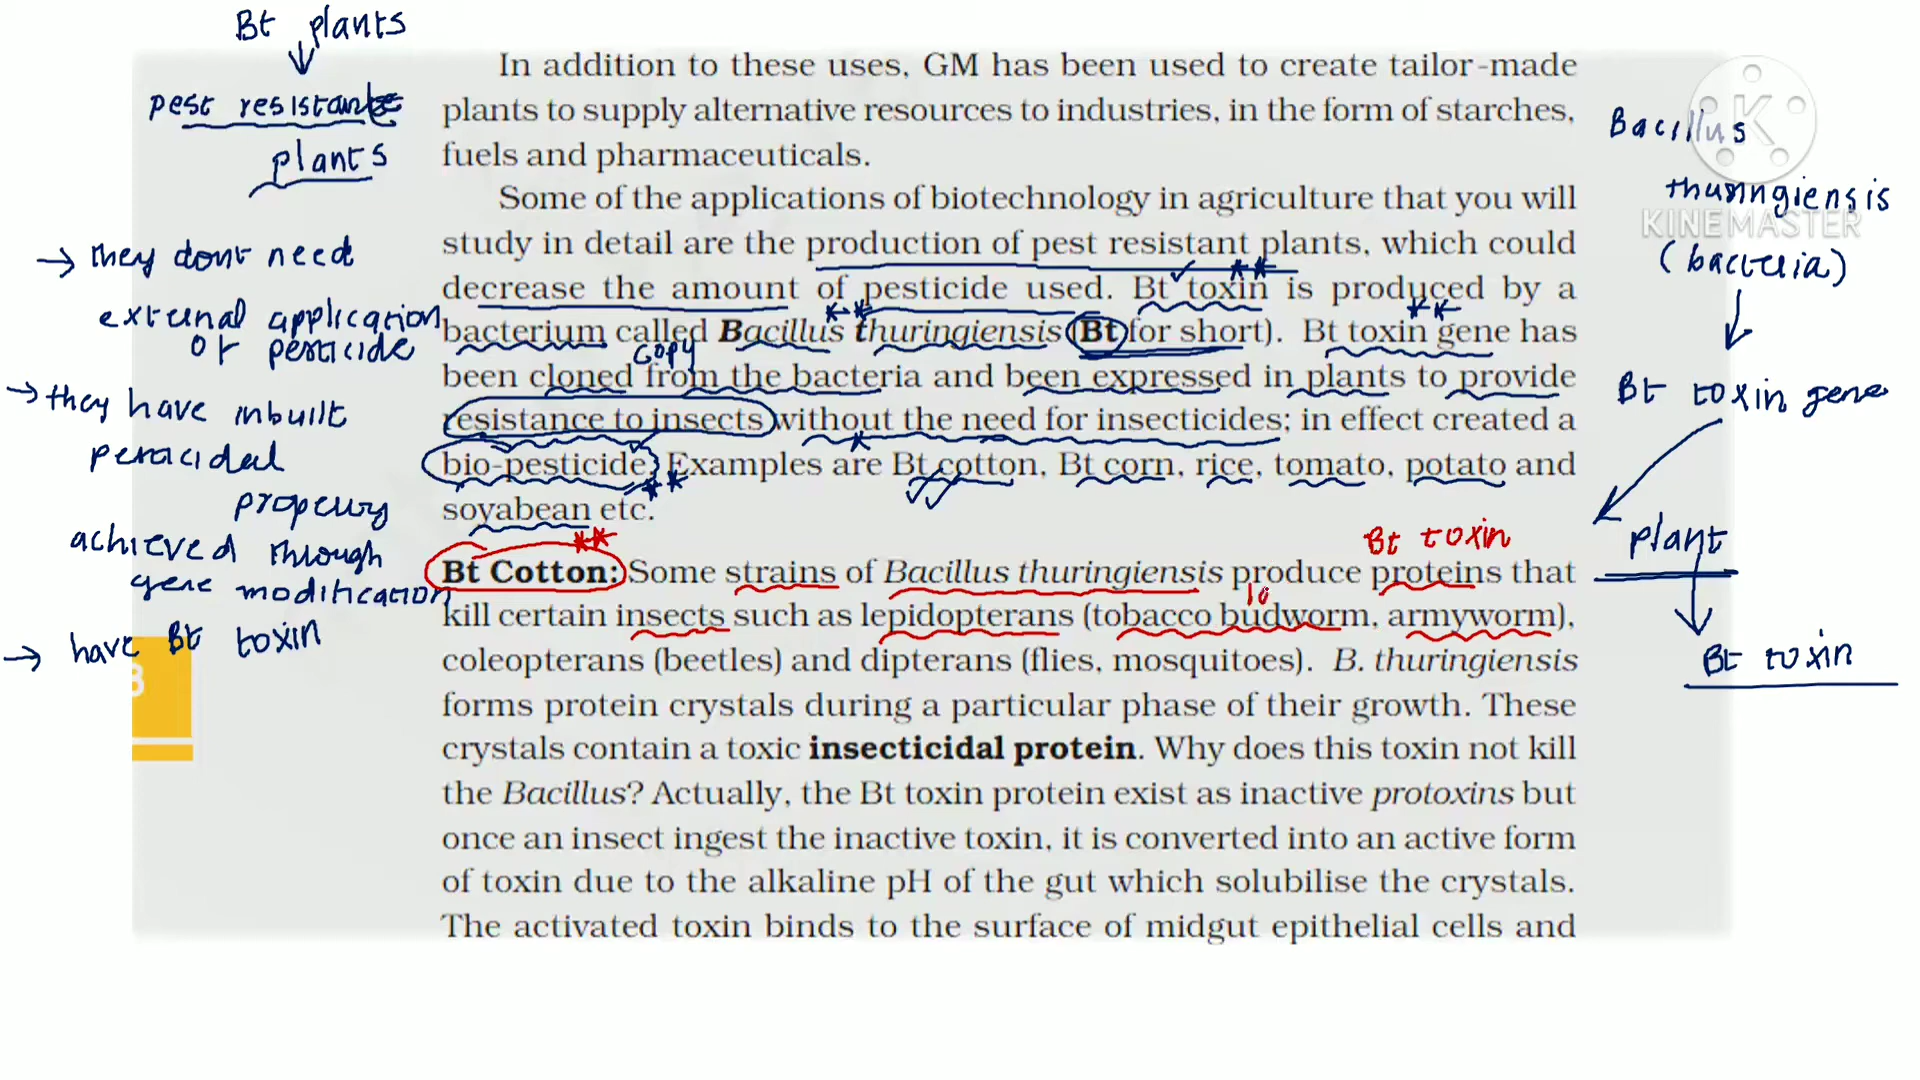 Bt plants
pest resistante
plants
→ they dont need
external application
of pesticide
→ they have inbuilt
achieved through
gene modification
→ have Bt toxin
In addition to these uses, GM has been used to create tailor-made
plants to supply alternative resources to industries, in the form of starches,
fuels and pharmaceuticals.
Some of the applications of biotechnology in agriculture that you will
study in detail are the production of pest resistant plants, which could
decrease the amount of pesticide used. Bt toxin is produced by a
bacterium called Bacillus thuringiensis (Bt for short). Bt toxin gene has
copy
been cloned from the bacteria and been expressed in plants to provide
resistance to insects without the need for insecticides; in effect created a
bio-pesticide. Examples are Bt cotton, Bt corn, rice, tomato, potato and
soyabean etc.
Bt toxin
Bt Cotton: Some strains of Bacillus thuringiensis produce proteins that
kill certain insects such as lepidopterans (tobacco budworm, armyworm),
coleopterans (beetles) and dipterans (flies, mosquitoes). B. thuringiensis
forms protein crystals during a particular phase of their growth. These
crystals contain a toxic insecticidal protein. Why does this toxin not kill
the Bacillus? Actually, the Bt toxin protein exist as inactive protoxins but
once an insect ingest the inactive toxin, it is converted into an active form
of toxin due to the alkaline pH of the gut which solubilise the crystals.
The activated toxin binds to the surface of midgut epithelial cells and
Bacillus
KINEMASTER
(bacteria)
Bt toxin gene
plant
Bt toxin